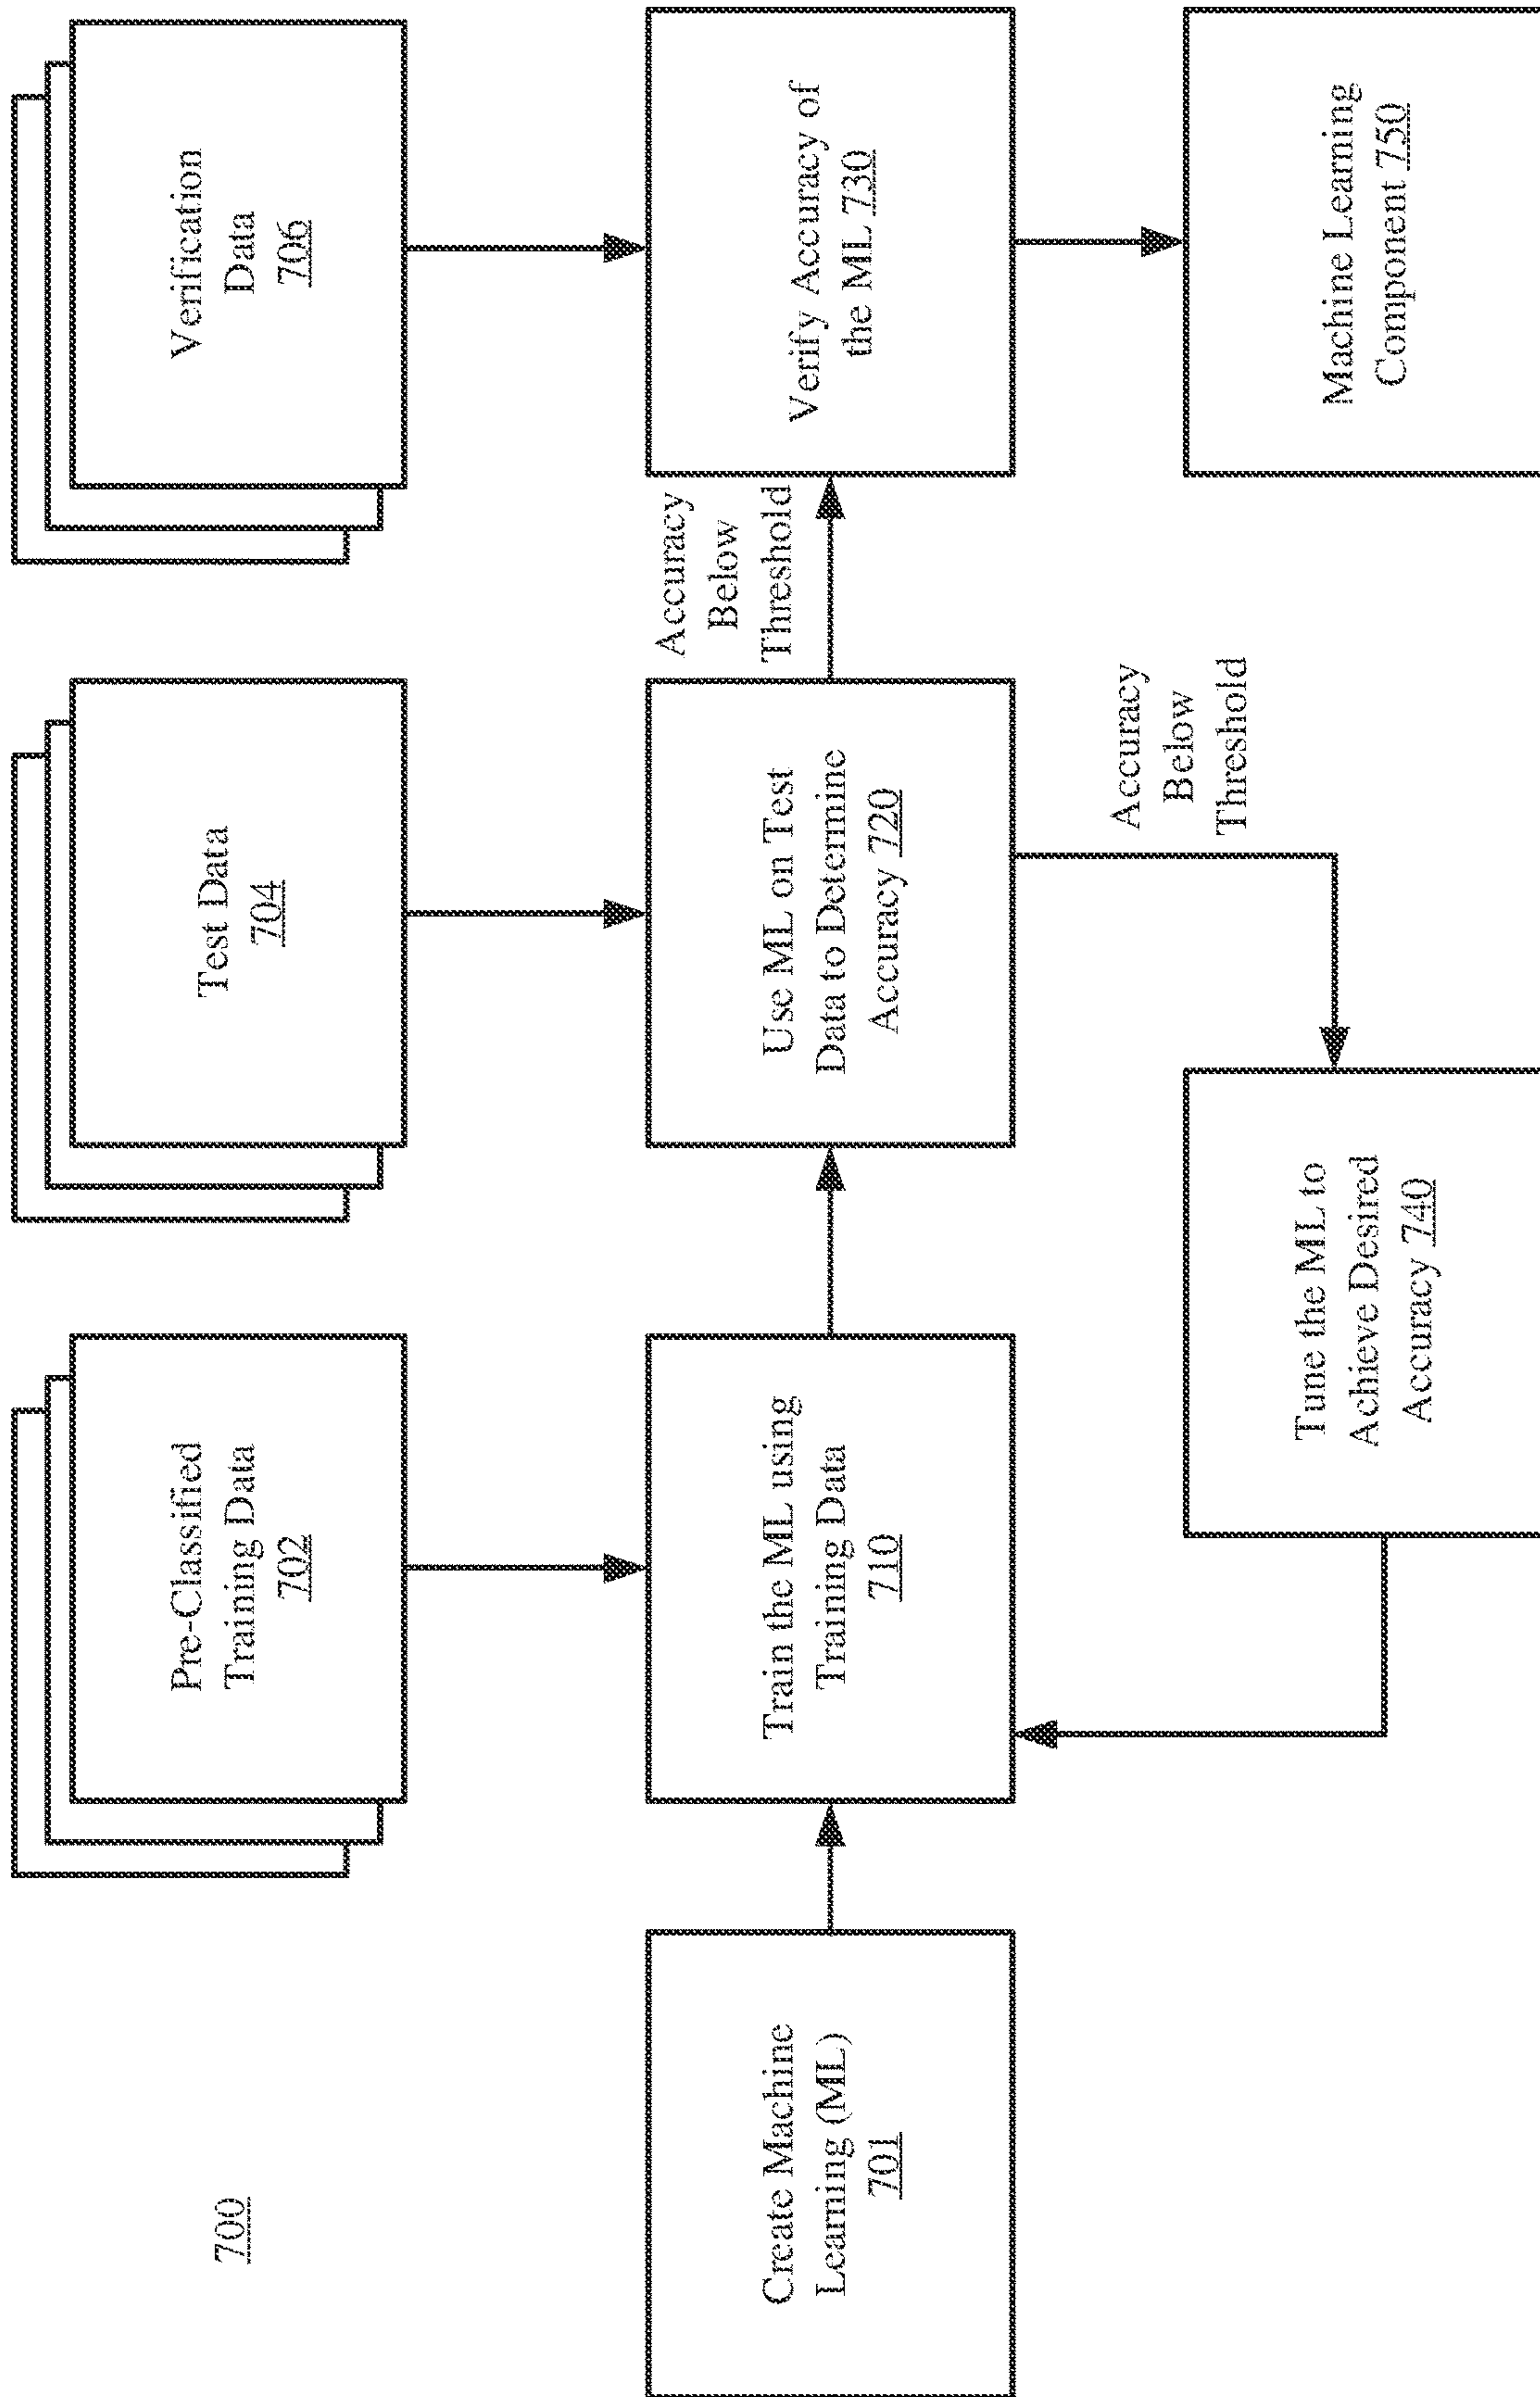 700
Pre-Classified
Training Data
702
Test Data
704
Verification
Data
706
Create Machine
Learning (ML)
701
Train the ML using
Training Data
710
Use ML on Test
Data to Determine
Accuracy 720
Accuracy
Below
Threshold
Verify Accuracy of
the ML 730
Accuracy
Below
Threshold
Tune the ML to
Achieve Desired
Accuracy 740
Machine Learning
Component 750